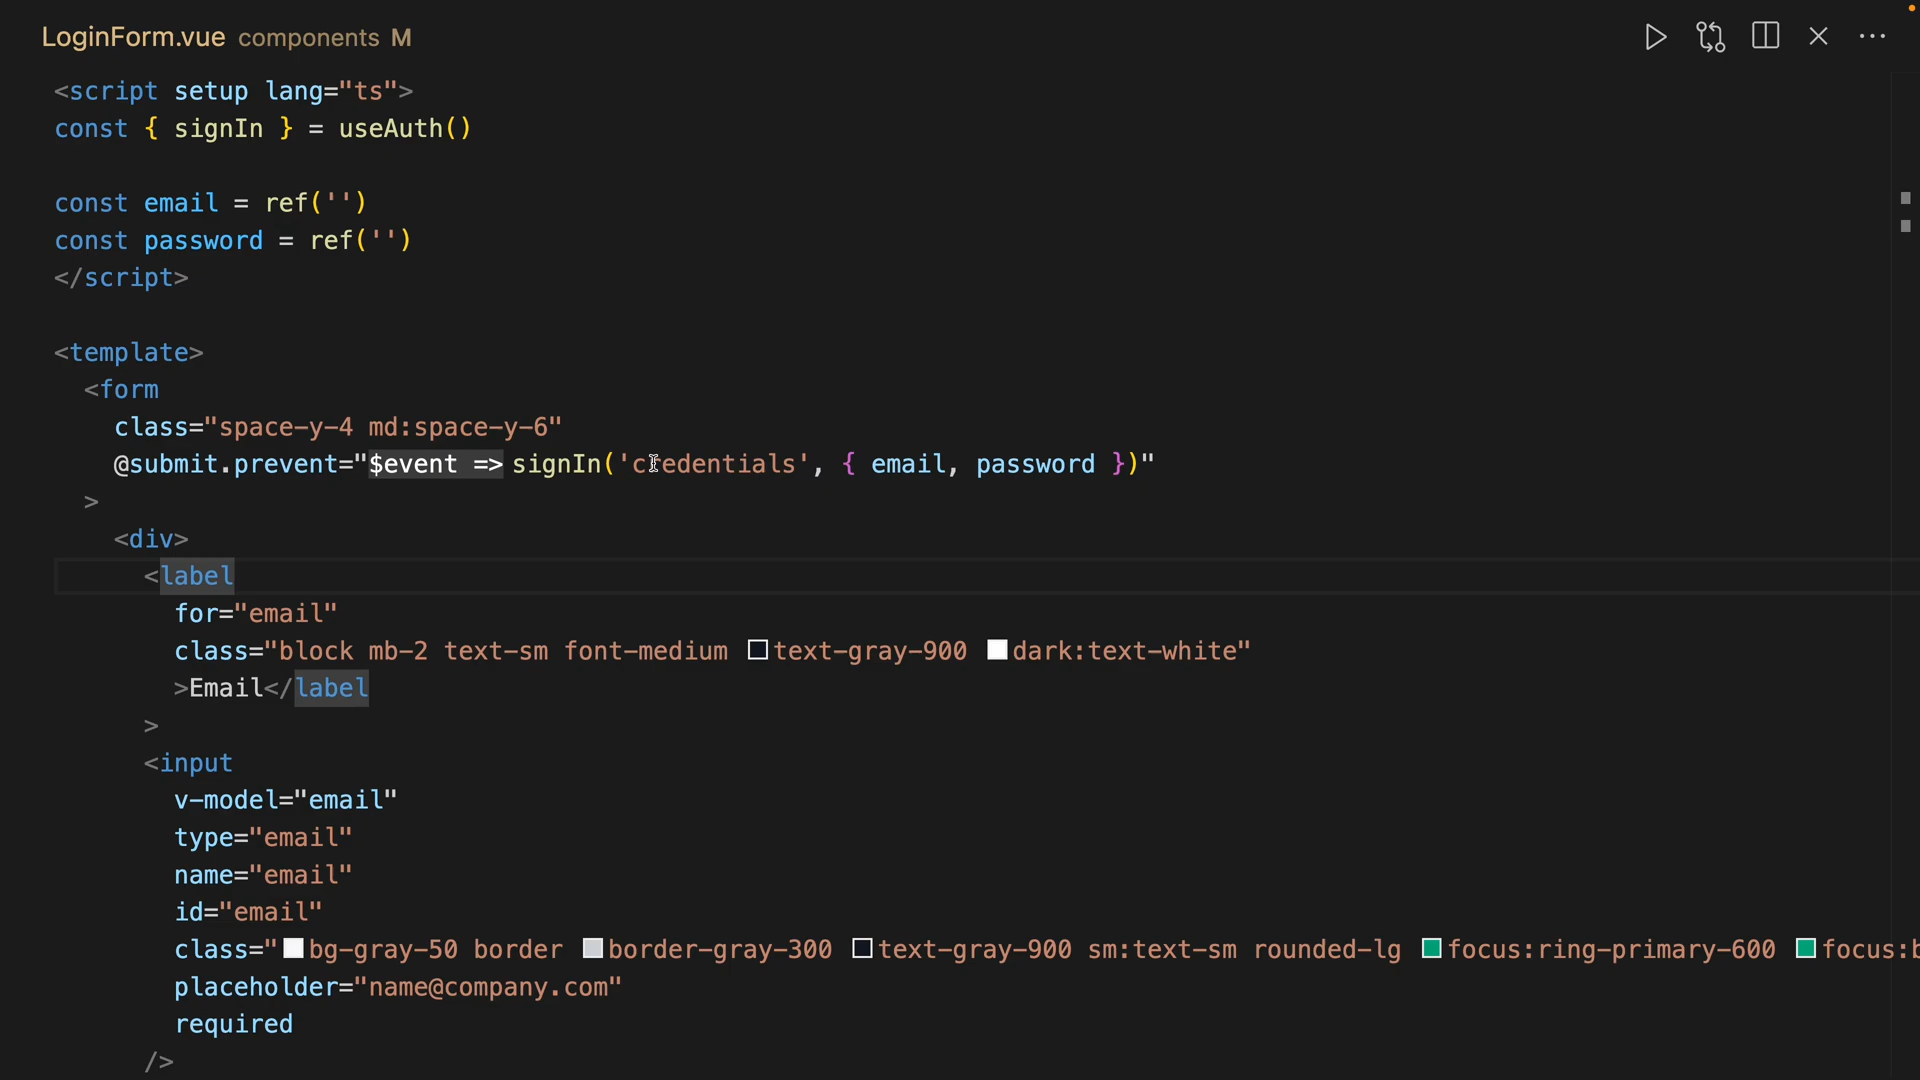 LoginForm.vue components M
<script setup lang="ts">
const { signIn } = useAuth()
const email = ref('')
const password = ref('')
</script>
<template>
<form
class="space-y-4 md:space-y-6"
@submit.prevent="$event => signIn('credentials', { email, password })"
>
<div>
<label
for="email"
class="block mb-2 text-sm font-medium text-gray-900 dark:text-white"
>Email</label
>
<input
v-model="email"
type="email"
name="email"
id="email"
class="bg-gray-50 border border-gray-300 text-gray-900 sm:text-sm rounded-lg focus:ring-primary-600 focus:b
placeholder="name@company.com"
required
/>